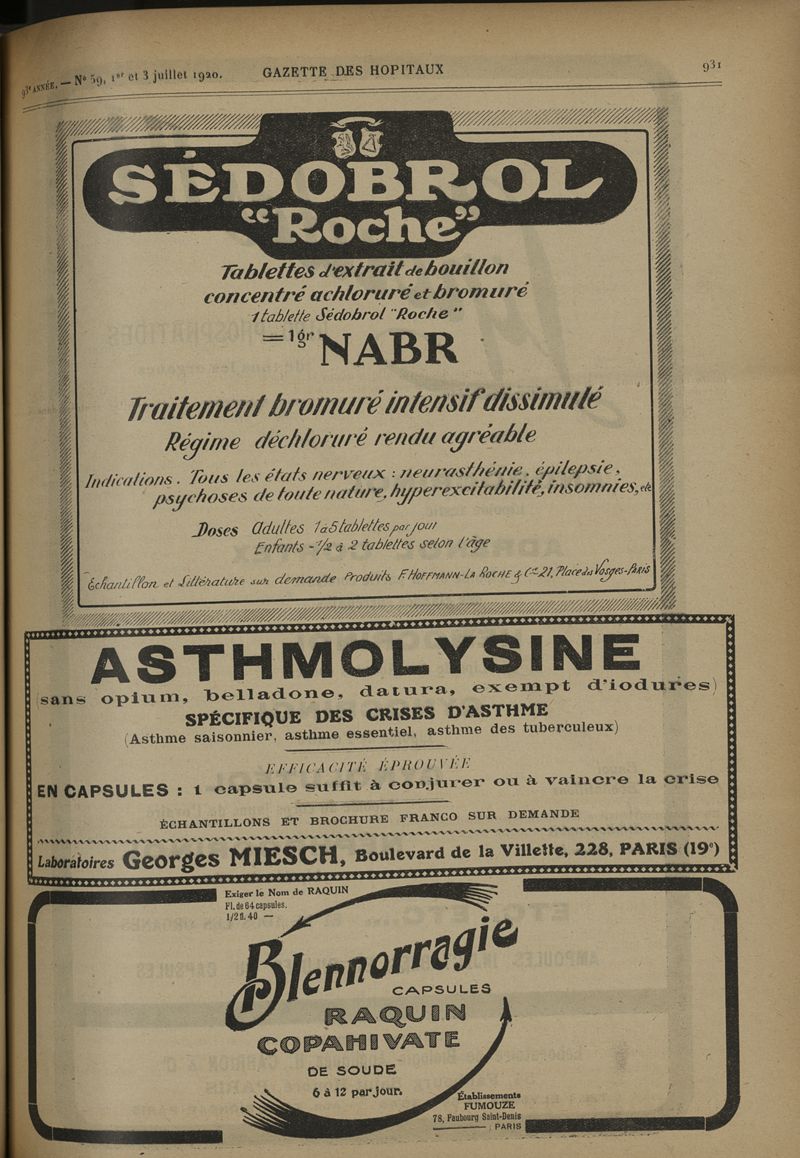 93e ANNÉE. — No 59, 1er et 3 juillet 1920. GAZETTE DES HOPITAUX 931
SÉDOBROL
“Roche”
Tablettes d'extrait de bouillon
concentré achloruré et bromuré
1 tablette Sédobrol "Roche"
= 1gr NABR
Traitement bromuré intensif dissimulé
Régime déchloruré rendu agréable
Indications. Tous les états nerveux : neurasthénie, épilepsie,
psychoses de toute nature, hyperexcitabilité, insomnies, etc
Doses Adultes 1 a 5 tablettes par jour
Enfants - 1/2 à 2 tablettes selon l'âge
Échantillon et Littérature sur demande Produits F. HOFFMANN-LA ROCHE & Cie 21, Place des Vosges-PARIS
ASTHMOLYSINE
(sans opium, belladone, datura, exempt d'iodures)
SPÉCIFIQUE DES CRISES D'ASTHME
(Asthme saisonnier, asthme essentiel, asthme des tuberculeux)
EFFICACITÉ ÉPROUVÉE
EN CAPSULES : 1 capsule suffit à conjurer ou à vaincre la crise
ÉCHANTILLONS ET BROCHURE FRANCO SUR DEMANDE
Laboratoires Georges MIESCH, Boulevard de la Villette, 228, PARIS (19e)
Exiger le Nom de RAQUIN
Fl. de 64 capsules.
1/2 fl. 40 —
Blennorragie
CAPSULES
RAQUIN
COPAHIVATE
DE SOUDE
6 à 12 par jour.
Établissements
FUMOUZE
78, Faubourg Saint-Denis
PARIS